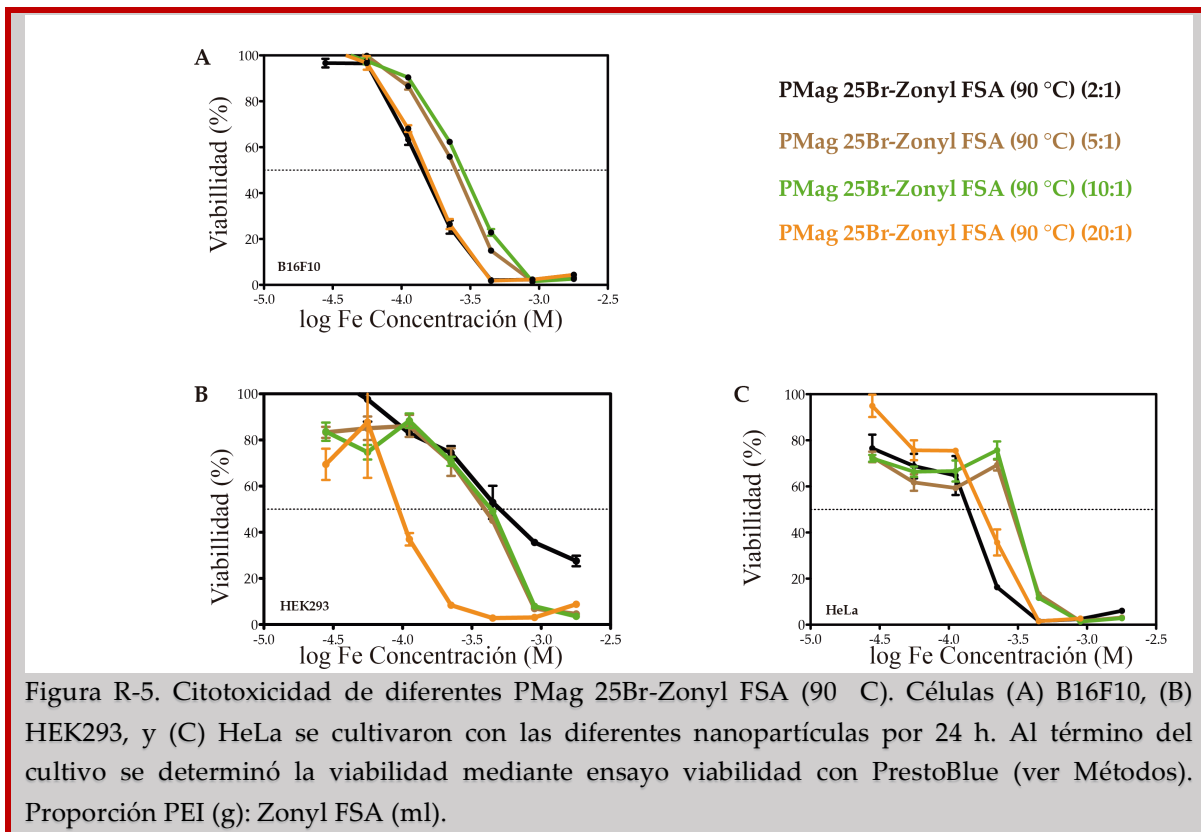 A
Viabillidad (%)
100
80
60
40
20
0
B16F10
-5.0 -4.5 -4.0 -3.5 -3.0 -2.5
log Fe Concentración (M)
PMag 25Br-Zonyl FSA (90 °C) (2:1)
PMag 25Br-Zonyl FSA (90 °C) (5:1)
PMag 25Br-Zonyl FSA (90 °C) (10:1)
PMag 25Br-Zonyl FSA (90 °C) (20:1)
B
Viabillidad (%)
100
80
60
40
20
0
HEK293
-5.0 -4.5 -4.0 -3.5 -3.0 -2.5
log Fe Concentración (M)
C
Viabillidad (%)
100
80
60
40
20
0
HeLa
-5.0 -4.5 -4.0 -3.5 -3.0 -2.5
log Fe Concentración (M)
Figura R-5. Citotoxicidad de diferentes PMag 25Br-Zonyl FSA (90 C). Células (A) B16F10, (B)
HEK293, y (C) HeLa se cultivaron con las diferentes nanopartículas por 24 h. Al término del
cultivo se determinó la viabilidad mediante ensayo viabilidad con PrestoBlue (ver Métodos).
Proporción PEI (g): Zonyl FSA (ml).